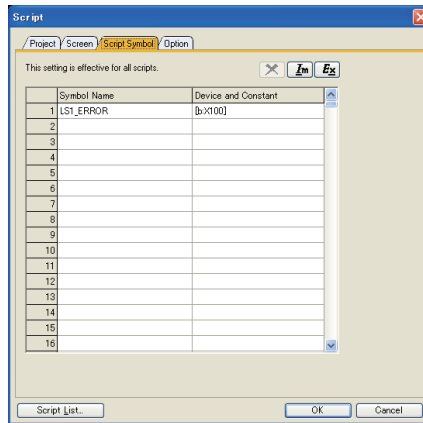 Script
Project Screen Script Symbol Option
This setting is effective for all scripts.
Im Ex
Symbol Name Device and Constant
1 LS1_ERROR [b:X100]
2
3
4
5
6
7
8
9
10
11
12
13
14
15
16
Script List...
OK Cancel